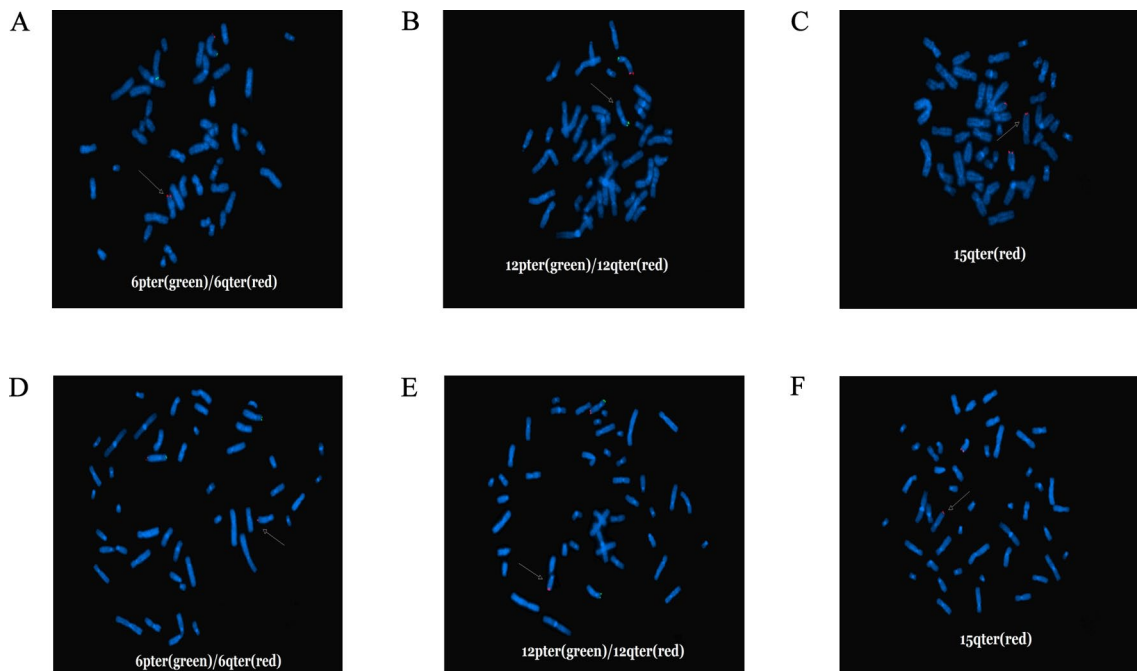 A
B
C
6pter(green)/6qter(red)
12pter(green)/12qter(red)
15qter(red)
D
E
F
6pter(green)/6qter(red)
12pter(green)/12qter(red)
15qter(red)